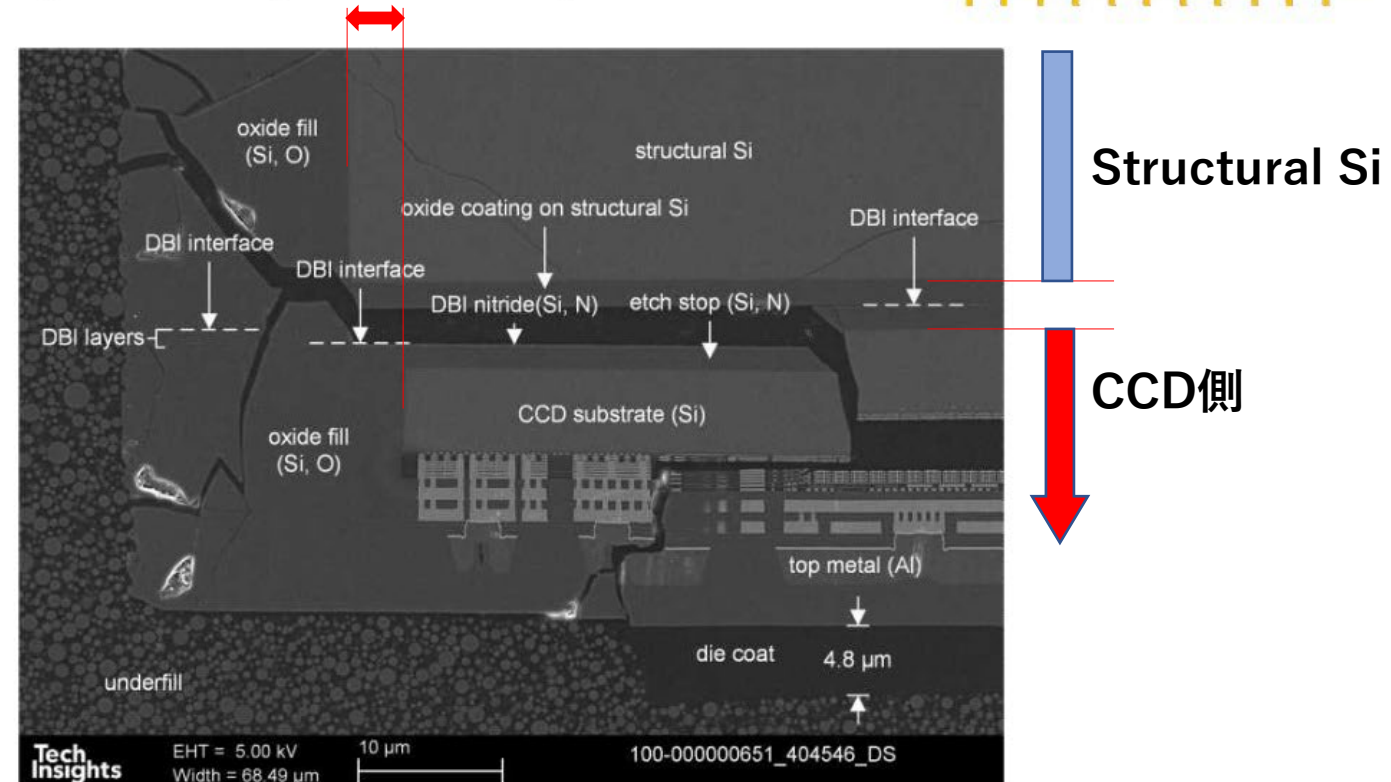 oxide fill
(Si, O)
structural Si
Structural Si
oxide coating on structural Si
DBI interface
DBI interface
DBI interface
DBI nitride(Si, N)
etch stop (Si, N)
DBI layers
CCD側
CCD substrate (Si)
oxide fill
(Si, O)
top metal (Al)
die coat
4.8 µm
underfill
Tech
Insights
EHT = 5.00 kV
Width = 68.49 µm
10 µm
100-000000651_404546_DS